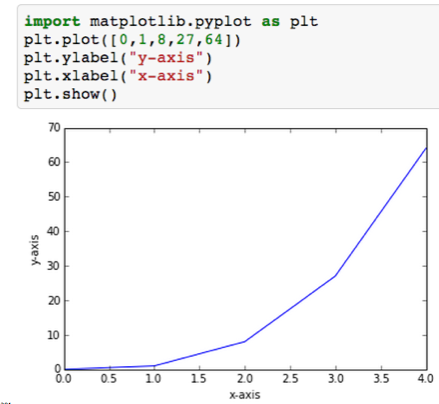 import matplotlib.pyplot as plt
plt.plot([0,1,8,27,64])
plt.ylabel("y-axis")
plt.xlabel("x-axis")
plt.show()
70
60
50
40
30
20
10
0
y-axis
0.0 0.5 1.0 1.5 2.0 2.5 3.0 3.5 4.0
x-axis